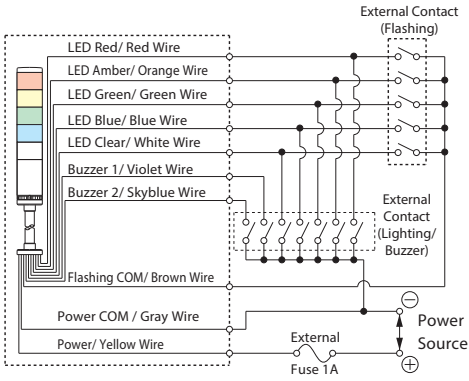 External Contact
(Flashing)
LED Red/ Red Wire
LED Amber/ Orange Wire
LED Green/ Green Wire
LED Blue/ Blue Wire
LED Clear/ White Wire
Buzzer 1/ Violet Wire
Buzzer 2/ Skyblue Wire
External
Contact
(Lighting/
Buzzer)
Flashing COM/ Brown Wire
Power COM / Gray Wire
Power/ Yellow Wire
External
Fuse 1A
Power
Source